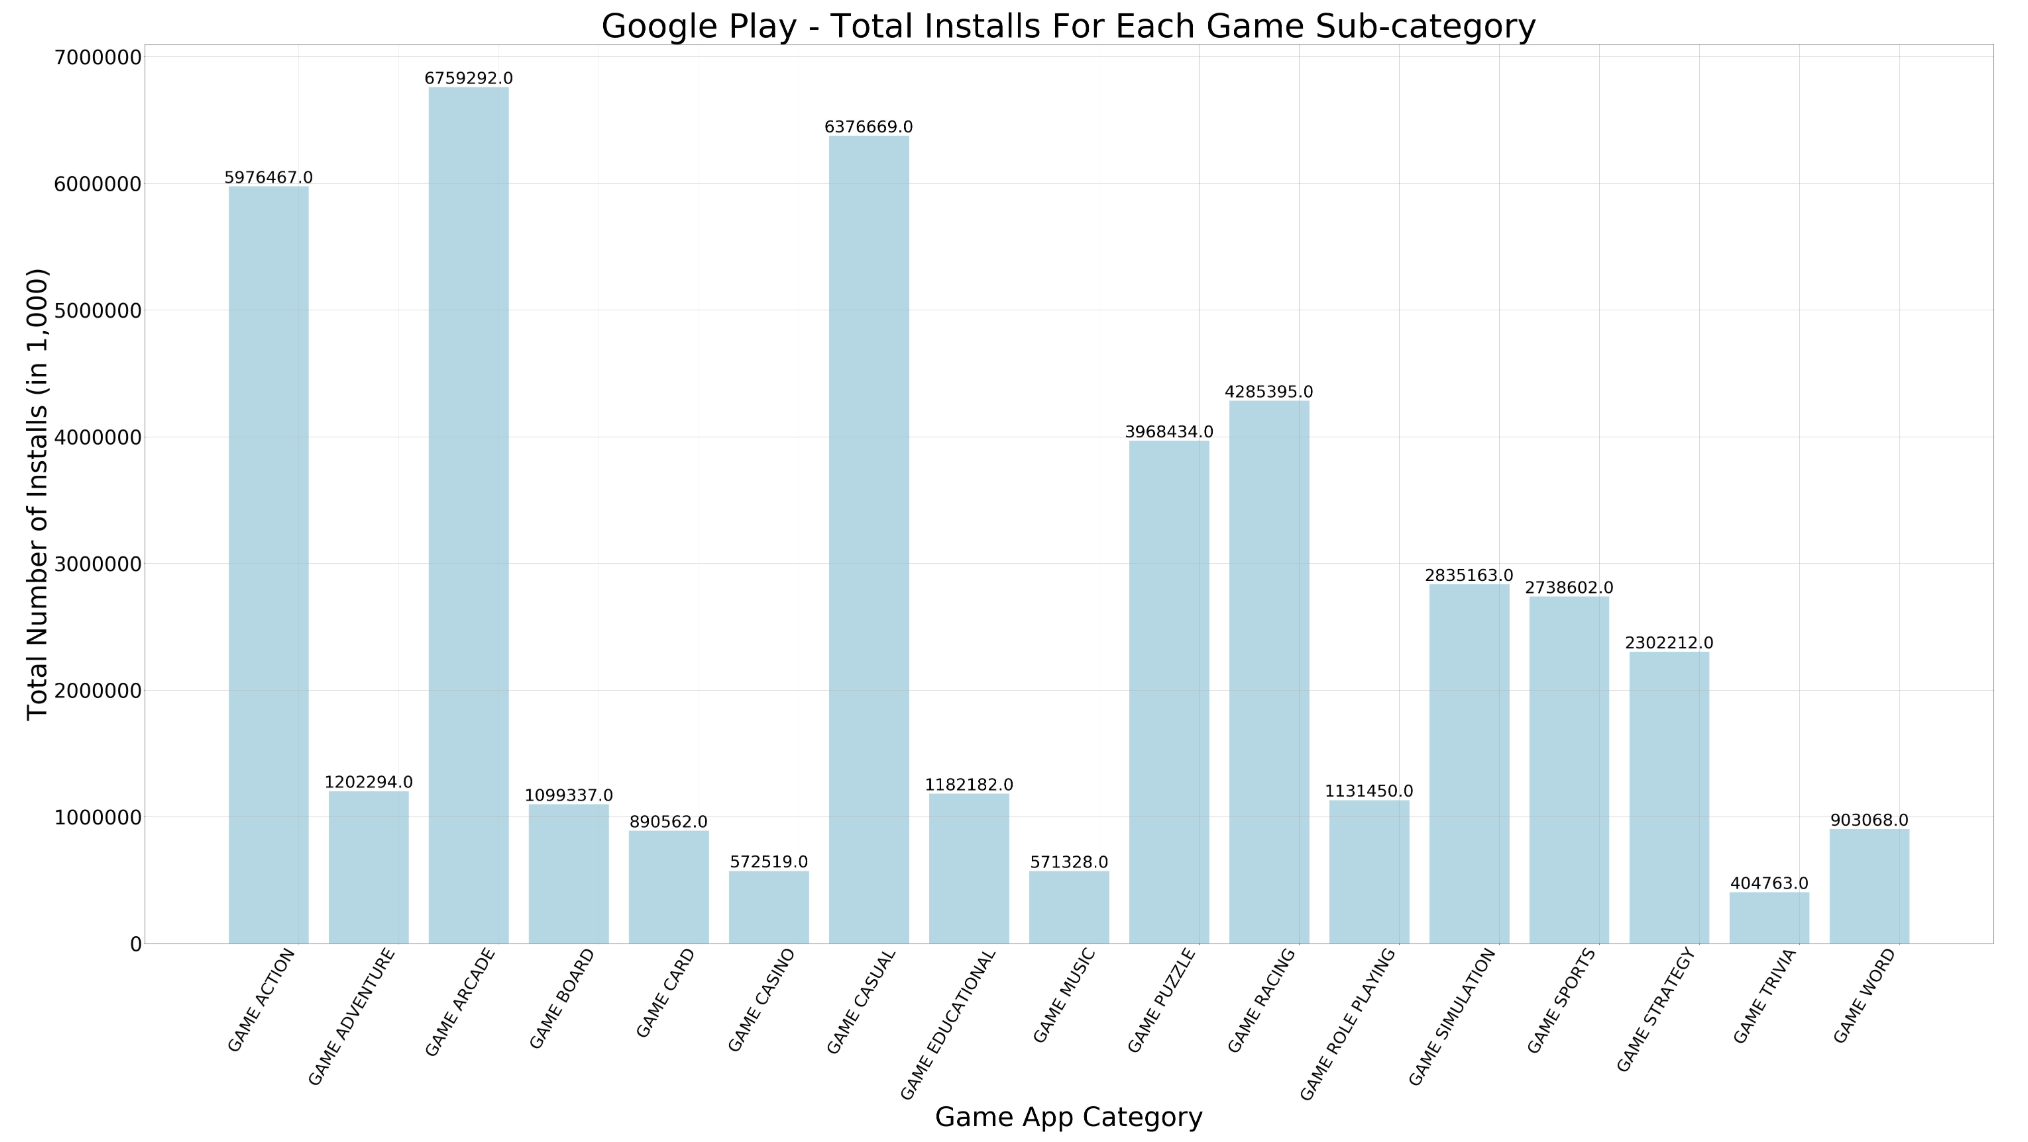 Google Play - Total Installs For Each Game Sub-category
Total Number of Installs (in 1,000)
7000000
6000000
5000000
4000000
3000000
2000000
1000000
0
5976467.0
1202294.0
6759292.0
1099337.0
890562.0
572519.0
6376669.0
1182182.0
571328.0
3968434.0
4285395.0
1131450.0
2835163.0
2738602.0
2302212.0
404763.0
903068.0
GAME ACTION
GAME ADVENTURE
GAME ARCADE
GAME BOARD
GAME CARD
GAME CASINO
GAME CASUAL
GAME EDUCATIONAL
GAME MUSIC
GAME PUZZLE
GAME RACING
GAME ROLE PLAYING
GAME SIMULATION
GAME SPORTS
GAME STRATEGY
GAME TRIVIA
GAME WORD
Game App Category